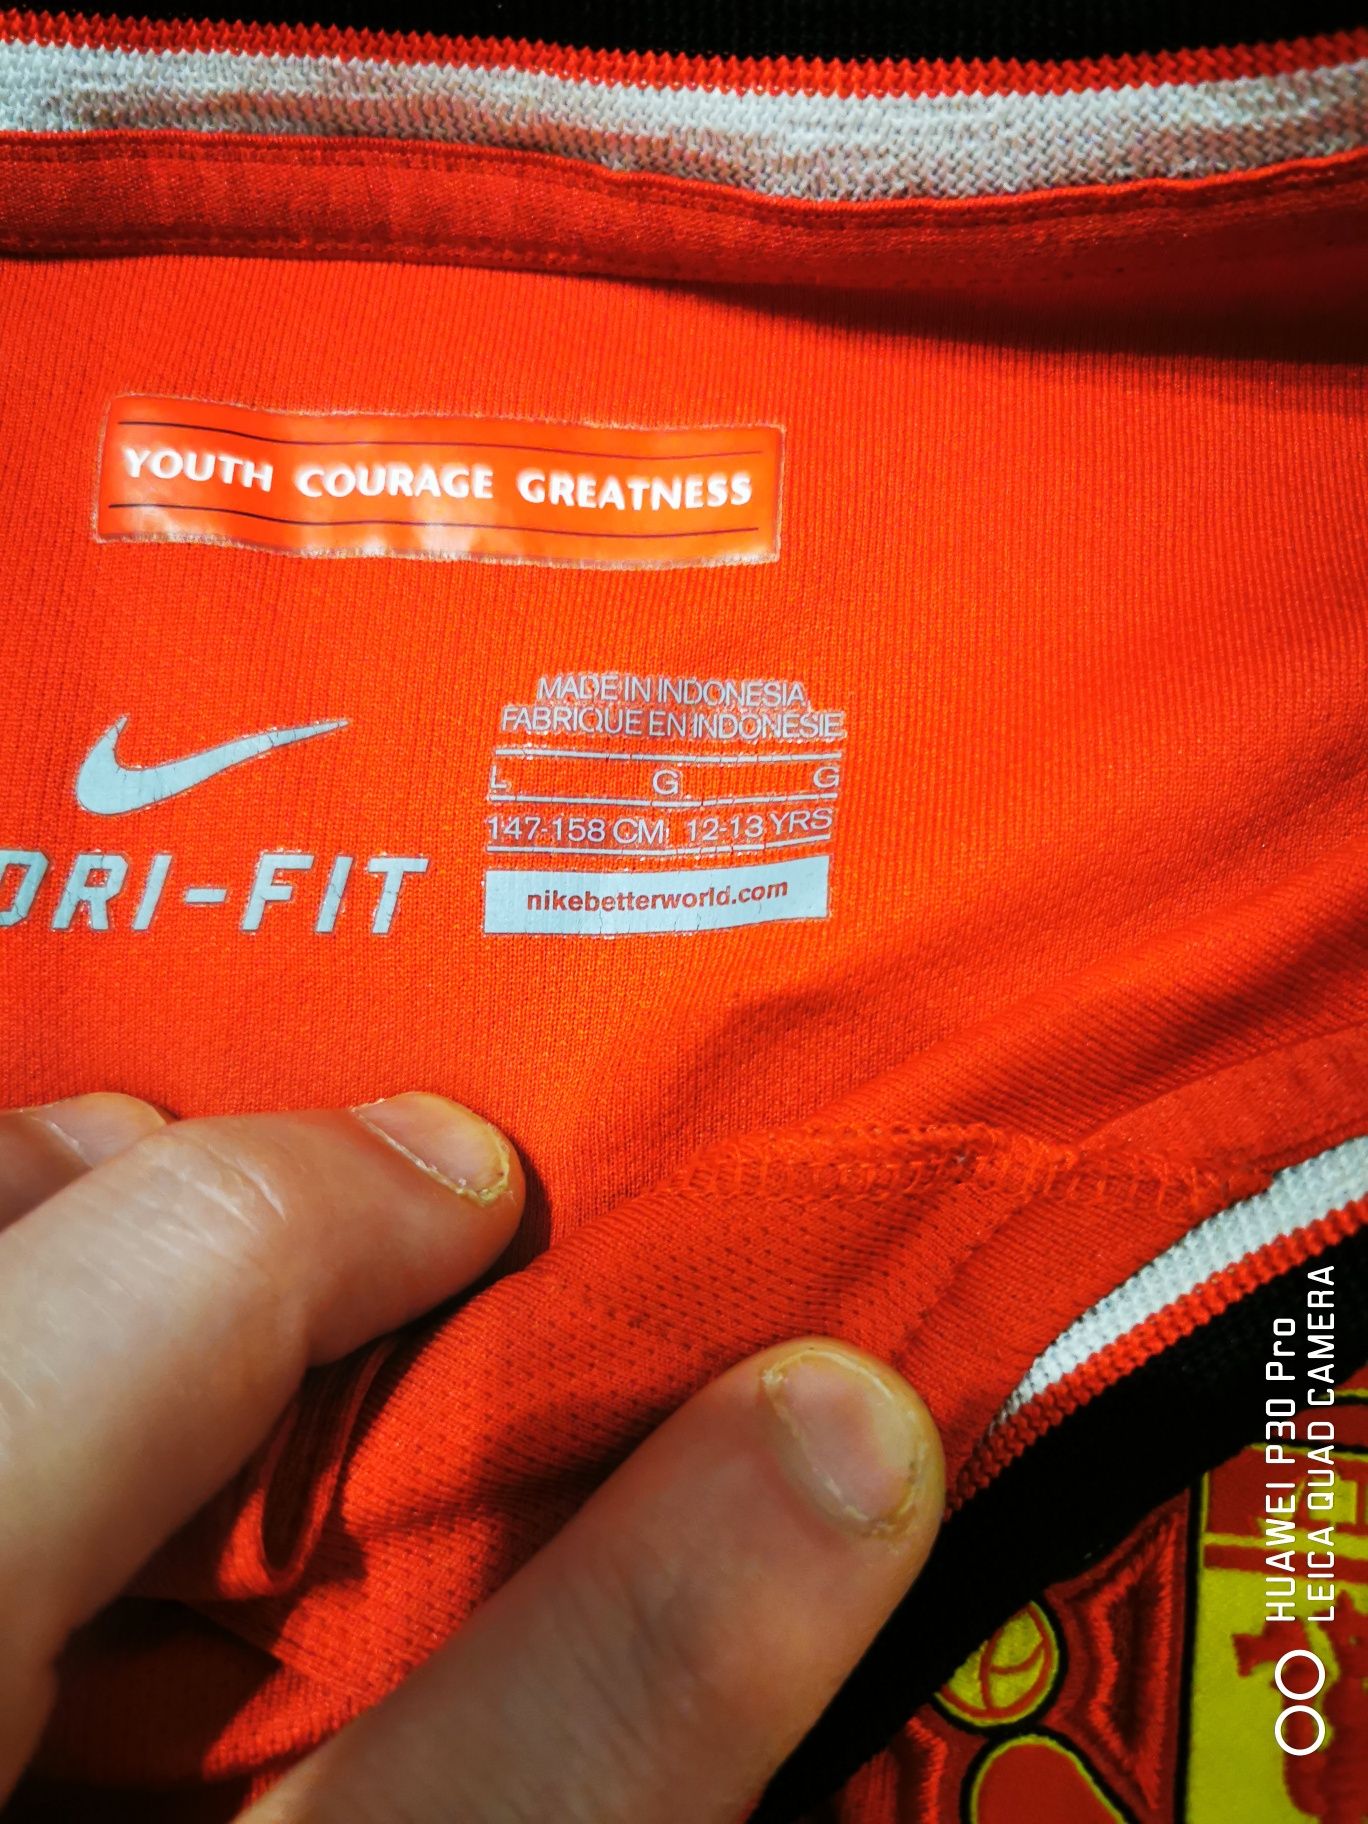 YOUTH COURAGE GREATNESS
MADE IN INDONESIA
FABRIQUE EN INDONESIE
L G G
147-158 CM 12-13 YRS
nikebetterworld.com
DRI-FIT
HUAWEI P30 Pro
LEICA QUAD CAMERA